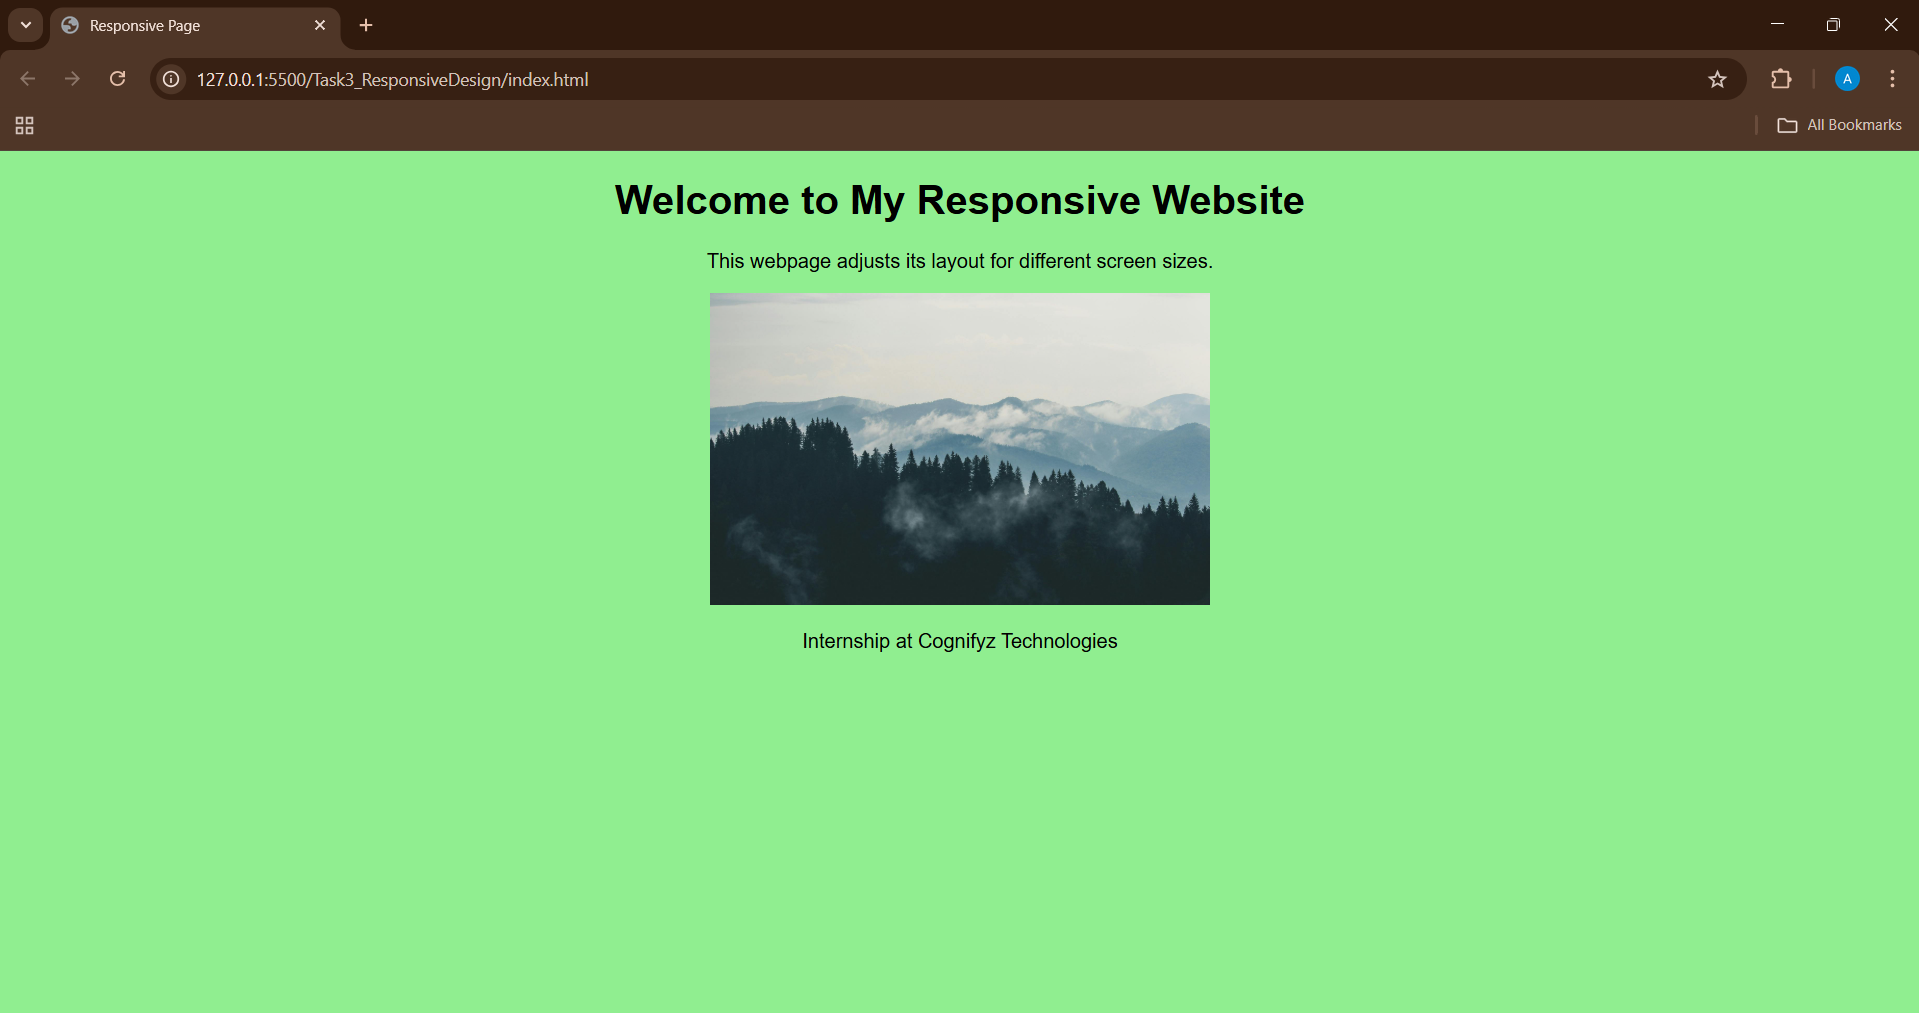 Responsive Page
127.0.0.1:5500/Task3_ResponsiveDesign/index.html
A
All Bookmarks
Welcome to My Responsive Website
This webpage adjusts its layout for different screen sizes.
Internship at Cognifyz Technologies